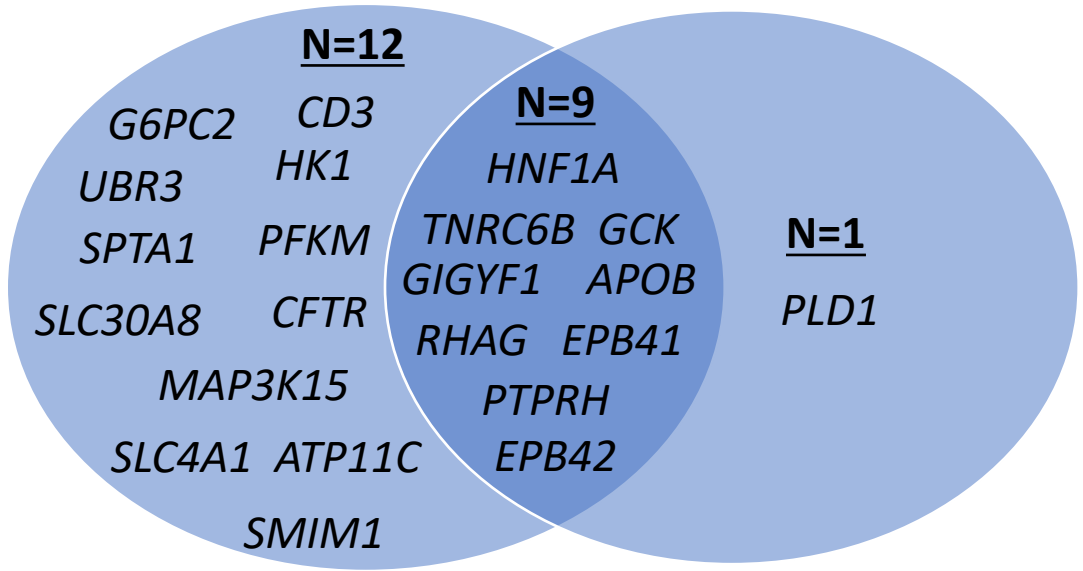 N=12
G6PC2 CD3
UBR3 HK1
SPTA1 PFKM
SLC30A8 CFTR
MAP3K15
SLC4A1 ATP11C
SMIM1
N=9
HNF1A
TNRC6B GCK
GIGYF1 APOB
RHAG EPB41
PTPRH
EPB42
N=1
PLD1